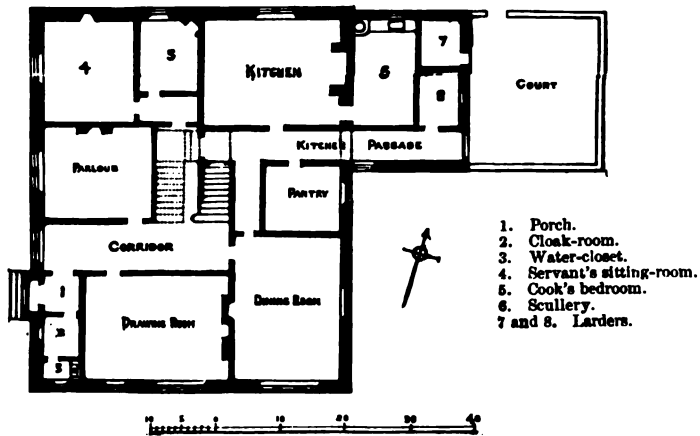 4
5
KITCHEN
6
7
8
COURT
KITCHEN PASSAGE
PARLOUR
PANTRY
CORRIDOR
1
2
3
DRAWING ROOM
DINING ROOM
1. Porch.
2. Cloak-room.
3. Water-closet.
4. Servant's sitting-room.
5. Cook's bedroom.
6. Scullery.
7 and 8. Larders.
10 5 0 10 20 30 40